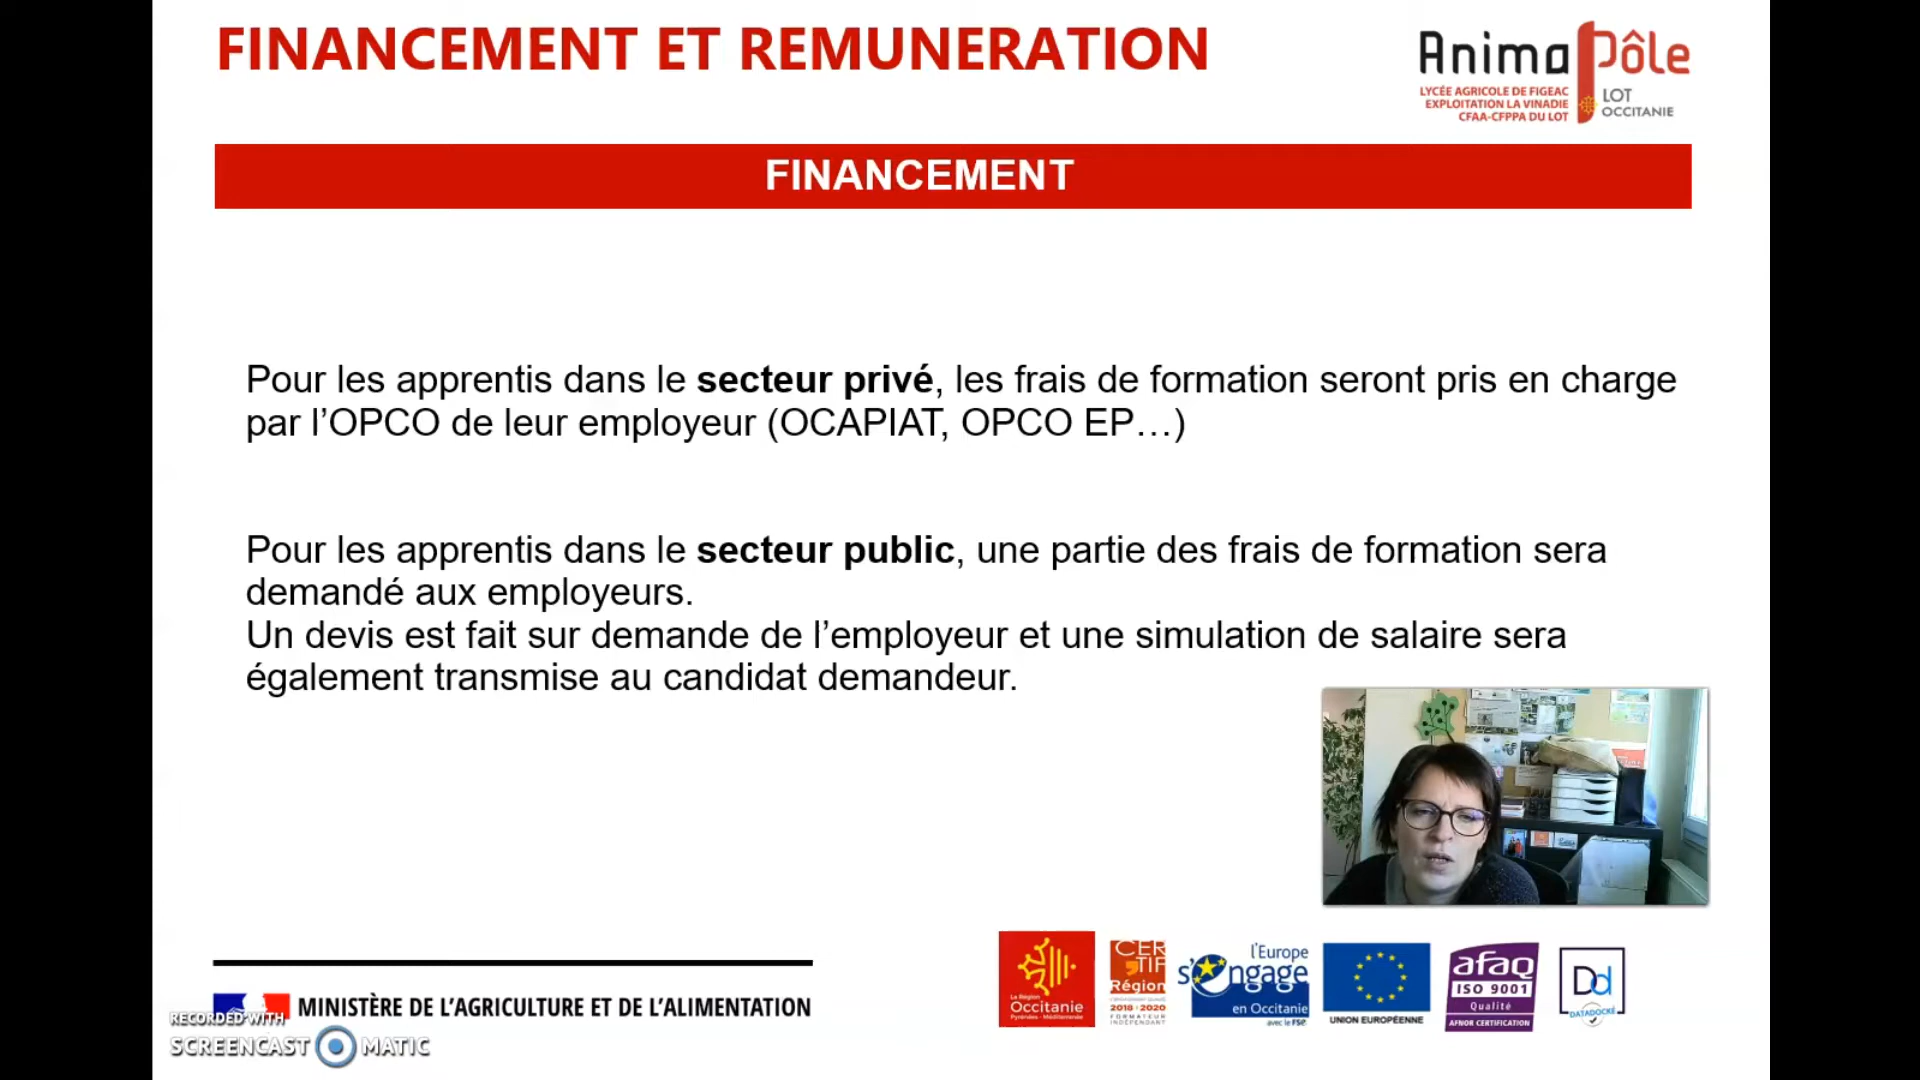 FINANCEMENT ET REMUNERATION
Anima Pôle
LYCÉE AGRICOLE DE FIGEAC
EXPLOITATION LA VINADIE
CFAA-CFPPA DU LOT
LOT
OCCITANIE
FINANCEMENT
Pour les apprentis dans le secteur privé, les frais de formation seront pris en charge
par l’OPCO de leur employeur (OCAPIAT, OPCO EP…)
Pour les apprentis dans le secteur public, une partie des frais de formation sera
demandé aux employeurs.
Un devis est fait sur demande de l’employeur et une simulation de salaire sera
également transmise au candidat demandeur.
MINISTÈRE DE L’AGRICULTURE ET DE L’ALIMENTATION
RECORDED WITH
SCREENCAST MATIC
La Région
Occitanie
Pyrénées - Méditerranée
CER
TIF
Région
2018 › 2020
FORMATEUR
INDÉPENDANT
l’Europe
s’engage
en Occitanie
avec le FSE
UNION EUROPÉENNE
afaq
ISO 9001
Qualité
AFNOR CERTIFICATION
Dd
DATADOCKÉ